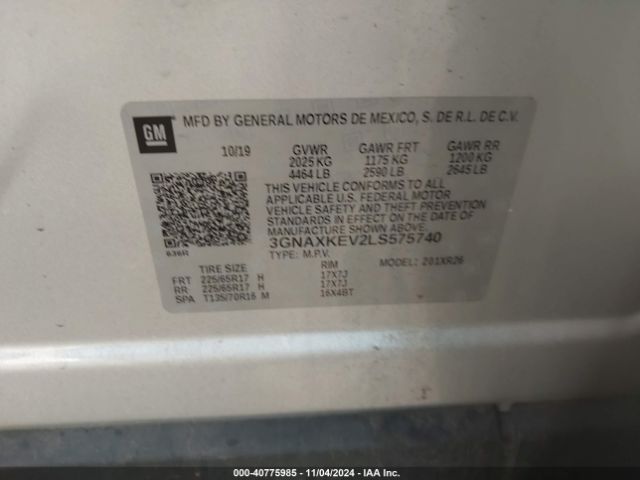 GM
MFD BY GENERAL MOTORS DE MEXICO, S. DE R.L. DE C.V.
10/19 GVWR GAWR FRT GAWR RR
2025 KG 1175 KG 1200 KG
4464 LB 2590 LB 2645 LB
THIS VEHICLE CONFORMS TO ALL
APPLICABLE U.S. FEDERAL MOTOR
VEHICLE SAFETY AND THEFT PREVENTION
STANDARDS IN EFFECT ON THE DATE OF
MANUFACTURE SHOWN ABOVE.
3GNAXKEV2LS575740
TYPE: M.P.V. MODEL:
TIRE SIZE RIM
FRT 225/65R17 H 17X7J
RR 225/65R17 H 17X7J
SPA T135/70R16 M 16X4BT
000-40775985 - 11/04/2024 - IAA Inc.